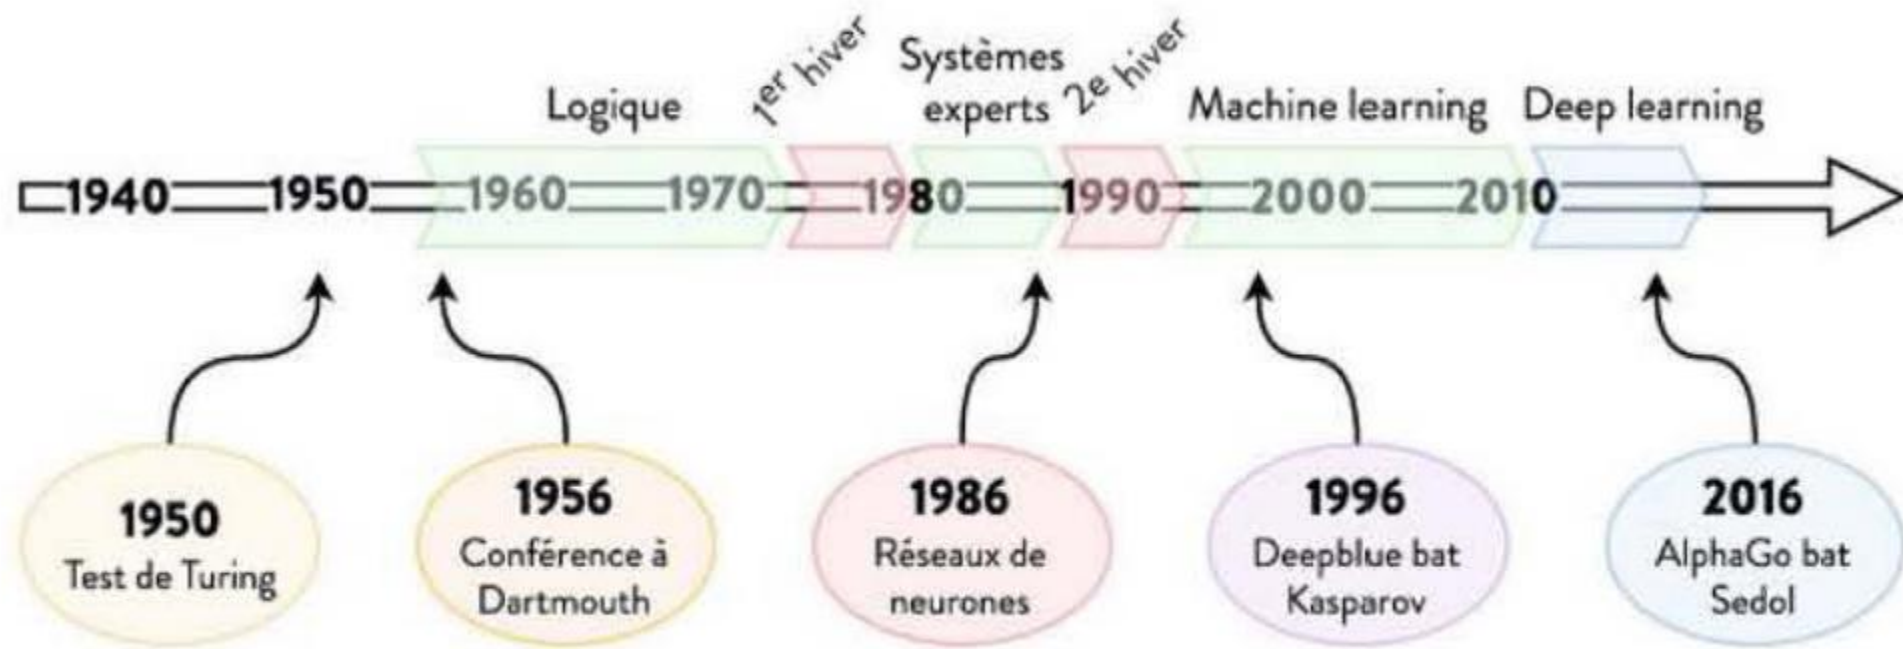 1er hiver
Systèmes
experts
2e hiver
Logique
Machine learning
Deep learning
1940
1950
1960
1970
1980
1990
2000
2010
1950
Test de Turing
1956
Conférence à
Dartmouth
1986
Réseaux de
neurones
1996
Deepblue bat
Kasparov
2016
AlphaGo bat
Sedol